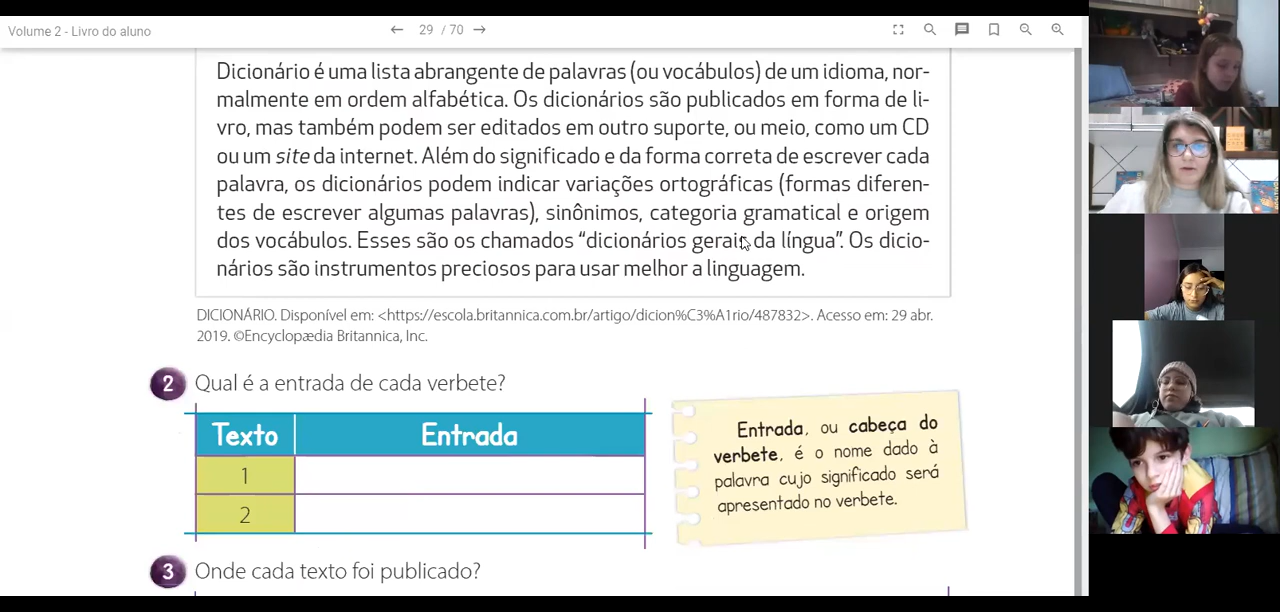 Volume 2 - Livro do aluno
29 / 70
Dicionário é uma lista abrangente de palavras (ou vocábulos) de um idioma, nor-
malmente em ordem alfabética. Os dicionários são publicados em forma de li-
vro, mas também podem ser editados em outro suporte, ou meio, como um CD
ou um site da internet. Além do significado e da forma correta de escrever cada
palavra, os dicionários podem indicar variações ortográficas (formas diferen-
tes de escrever algumas palavras), sinônimos, categoria gramatical e origem
dos vocábulos. Esses são os chamados “dicionários gerais da língua”. Os dicio-
nários são instrumentos preciosos para usar melhor a linguagem.
DICIONÁRIO. Disponível em: <https://escola.britannica.com.br/artigo/dicion%C3%A1rio/487832>. Acesso em: 29 abr.
2019. ©Encyclopædia Britannica, Inc.
2 Qual é a entrada de cada verbete?
Texto Entrada
1
2
Entrada, ou cabeça do
verbete, é o nome dado à
palavra cujo significado será
apresentado no verbete.
3 Onde cada texto foi publicado?